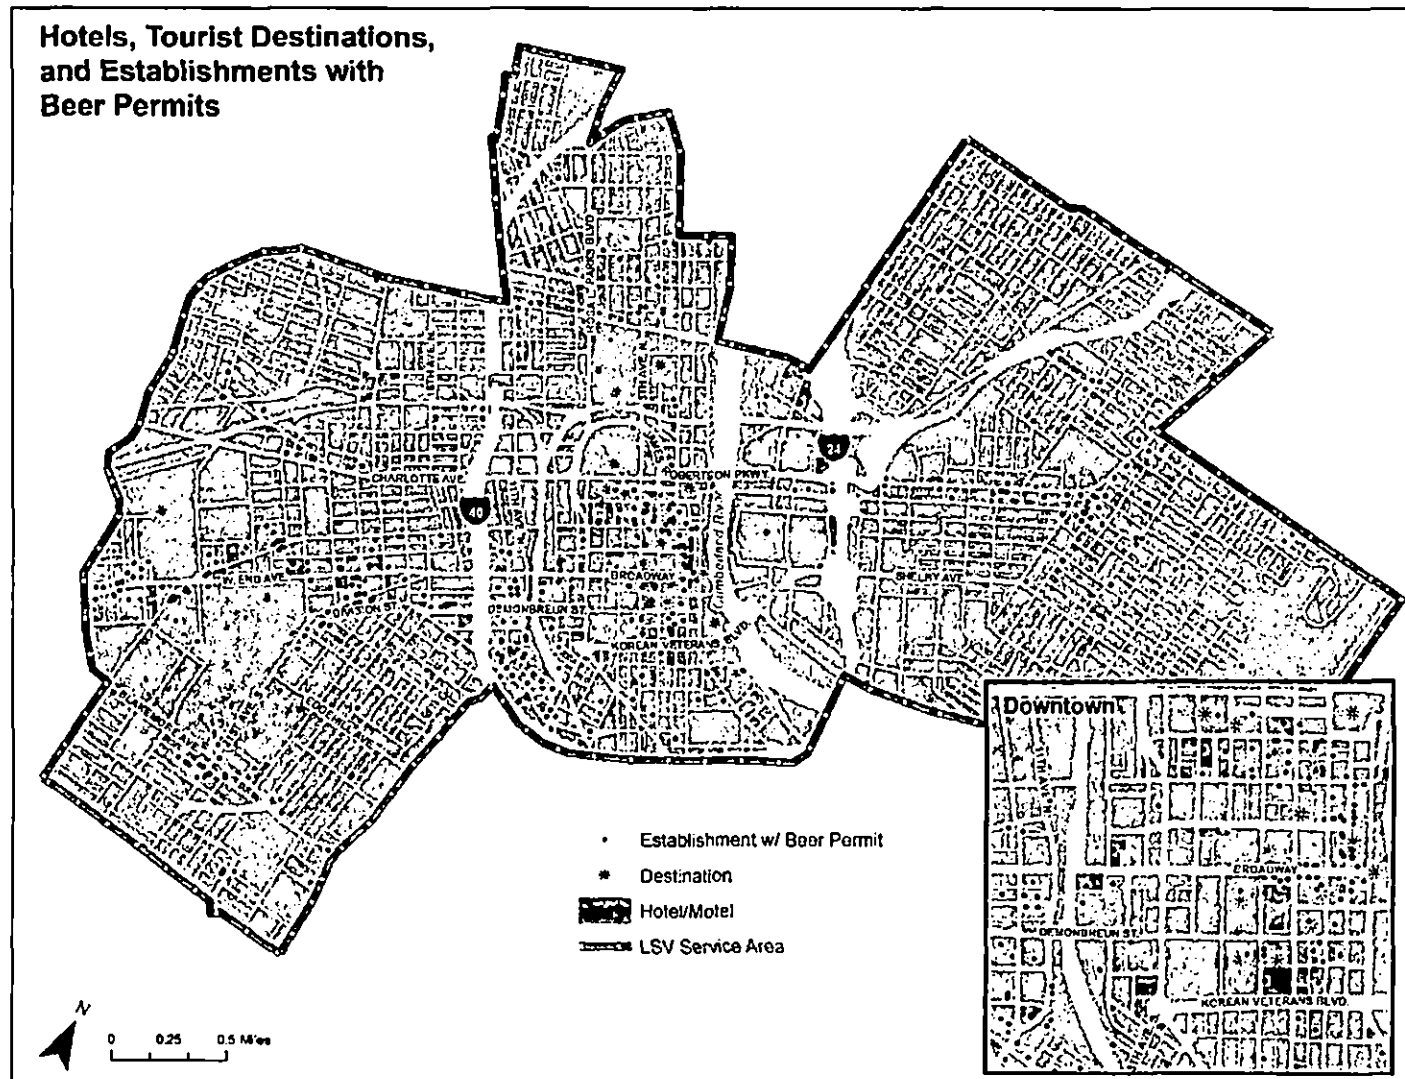 Hotels, Tourist Destinations,
and Establishments with
Beer Permits
CHARLOTTE AVE
40
24
BROADWAY
W. END AVE
DIVISION ST.
DEMONBREUN ST.
KOREAN VETERANS BLVD.
SHELBY AVE
Cumberland River
Downtown
BROADWAY
DEMONBREUN ST.
KOREAN VETERANS BLVD.
• Establishment w/ Beer Permit
* Destination
Hotel/Motel
LSV Service Area
N
0 0.25 0.5 Miles